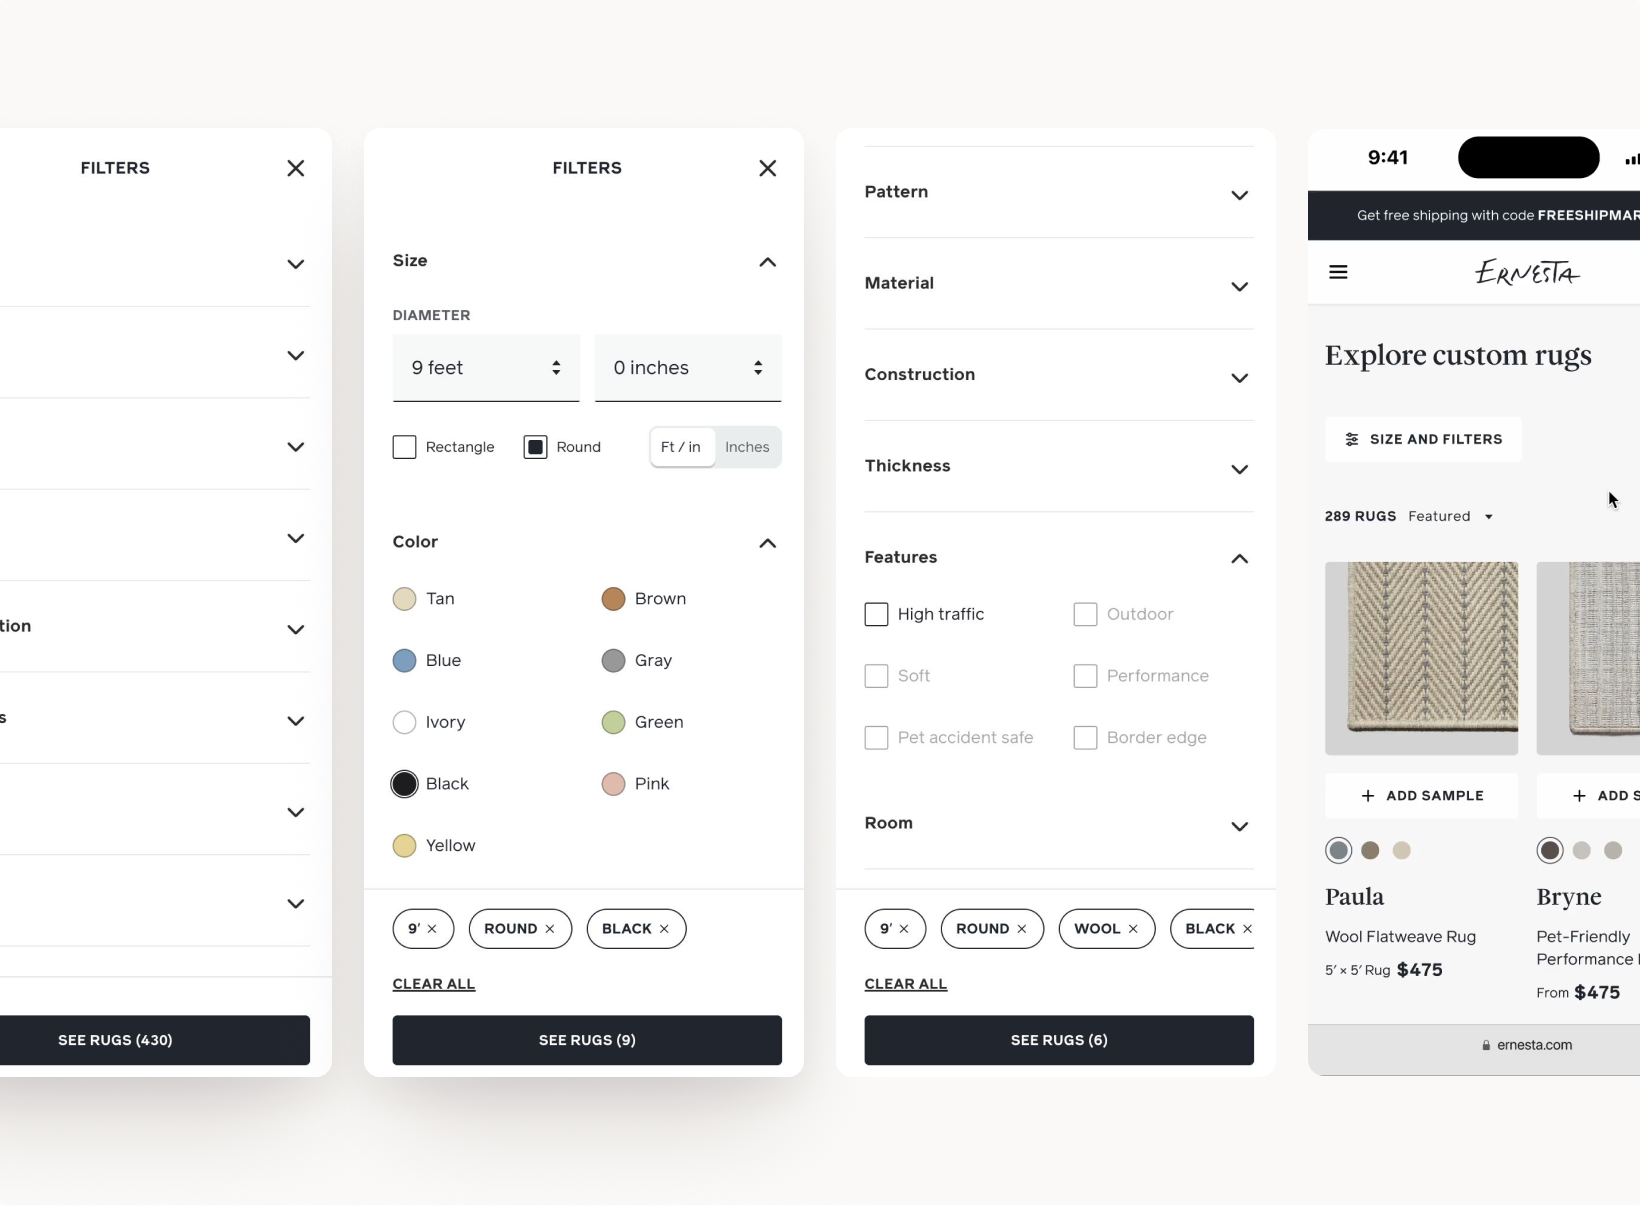 FILTERS
tion
s
SEE RUGS (430)
FILTERS
Size
DIAMETER
9 feet
0 inches
Rectangle
Round
Ft / in
Inches
Color
Tan
Brown
Blue
Gray
Ivory
Green
Black
Pink
Yellow
9′ ×
ROUND ×
BLACK ×
CLEAR ALL
SEE RUGS (9)
Pattern
Material
Construction
Thickness
Features
High traffic
Outdoor
Soft
Performance
Pet accident safe
Border edge
Room
9′ ×
ROUND ×
WOOL ×
BLACK ×
CLEAR ALL
SEE RUGS (6)
9:41
Get free shipping with code FREESHIPMAR
ERNESTA
Explore custom rugs
SIZE AND FILTERS
289 RUGS Featured
+ ADD SAMPLE
+ ADD S
Paula
Wool Flatweave Rug
5′ × 5′ Rug $475
Bryne
Pet-Friendly
Performance
From $475
ernesta.com